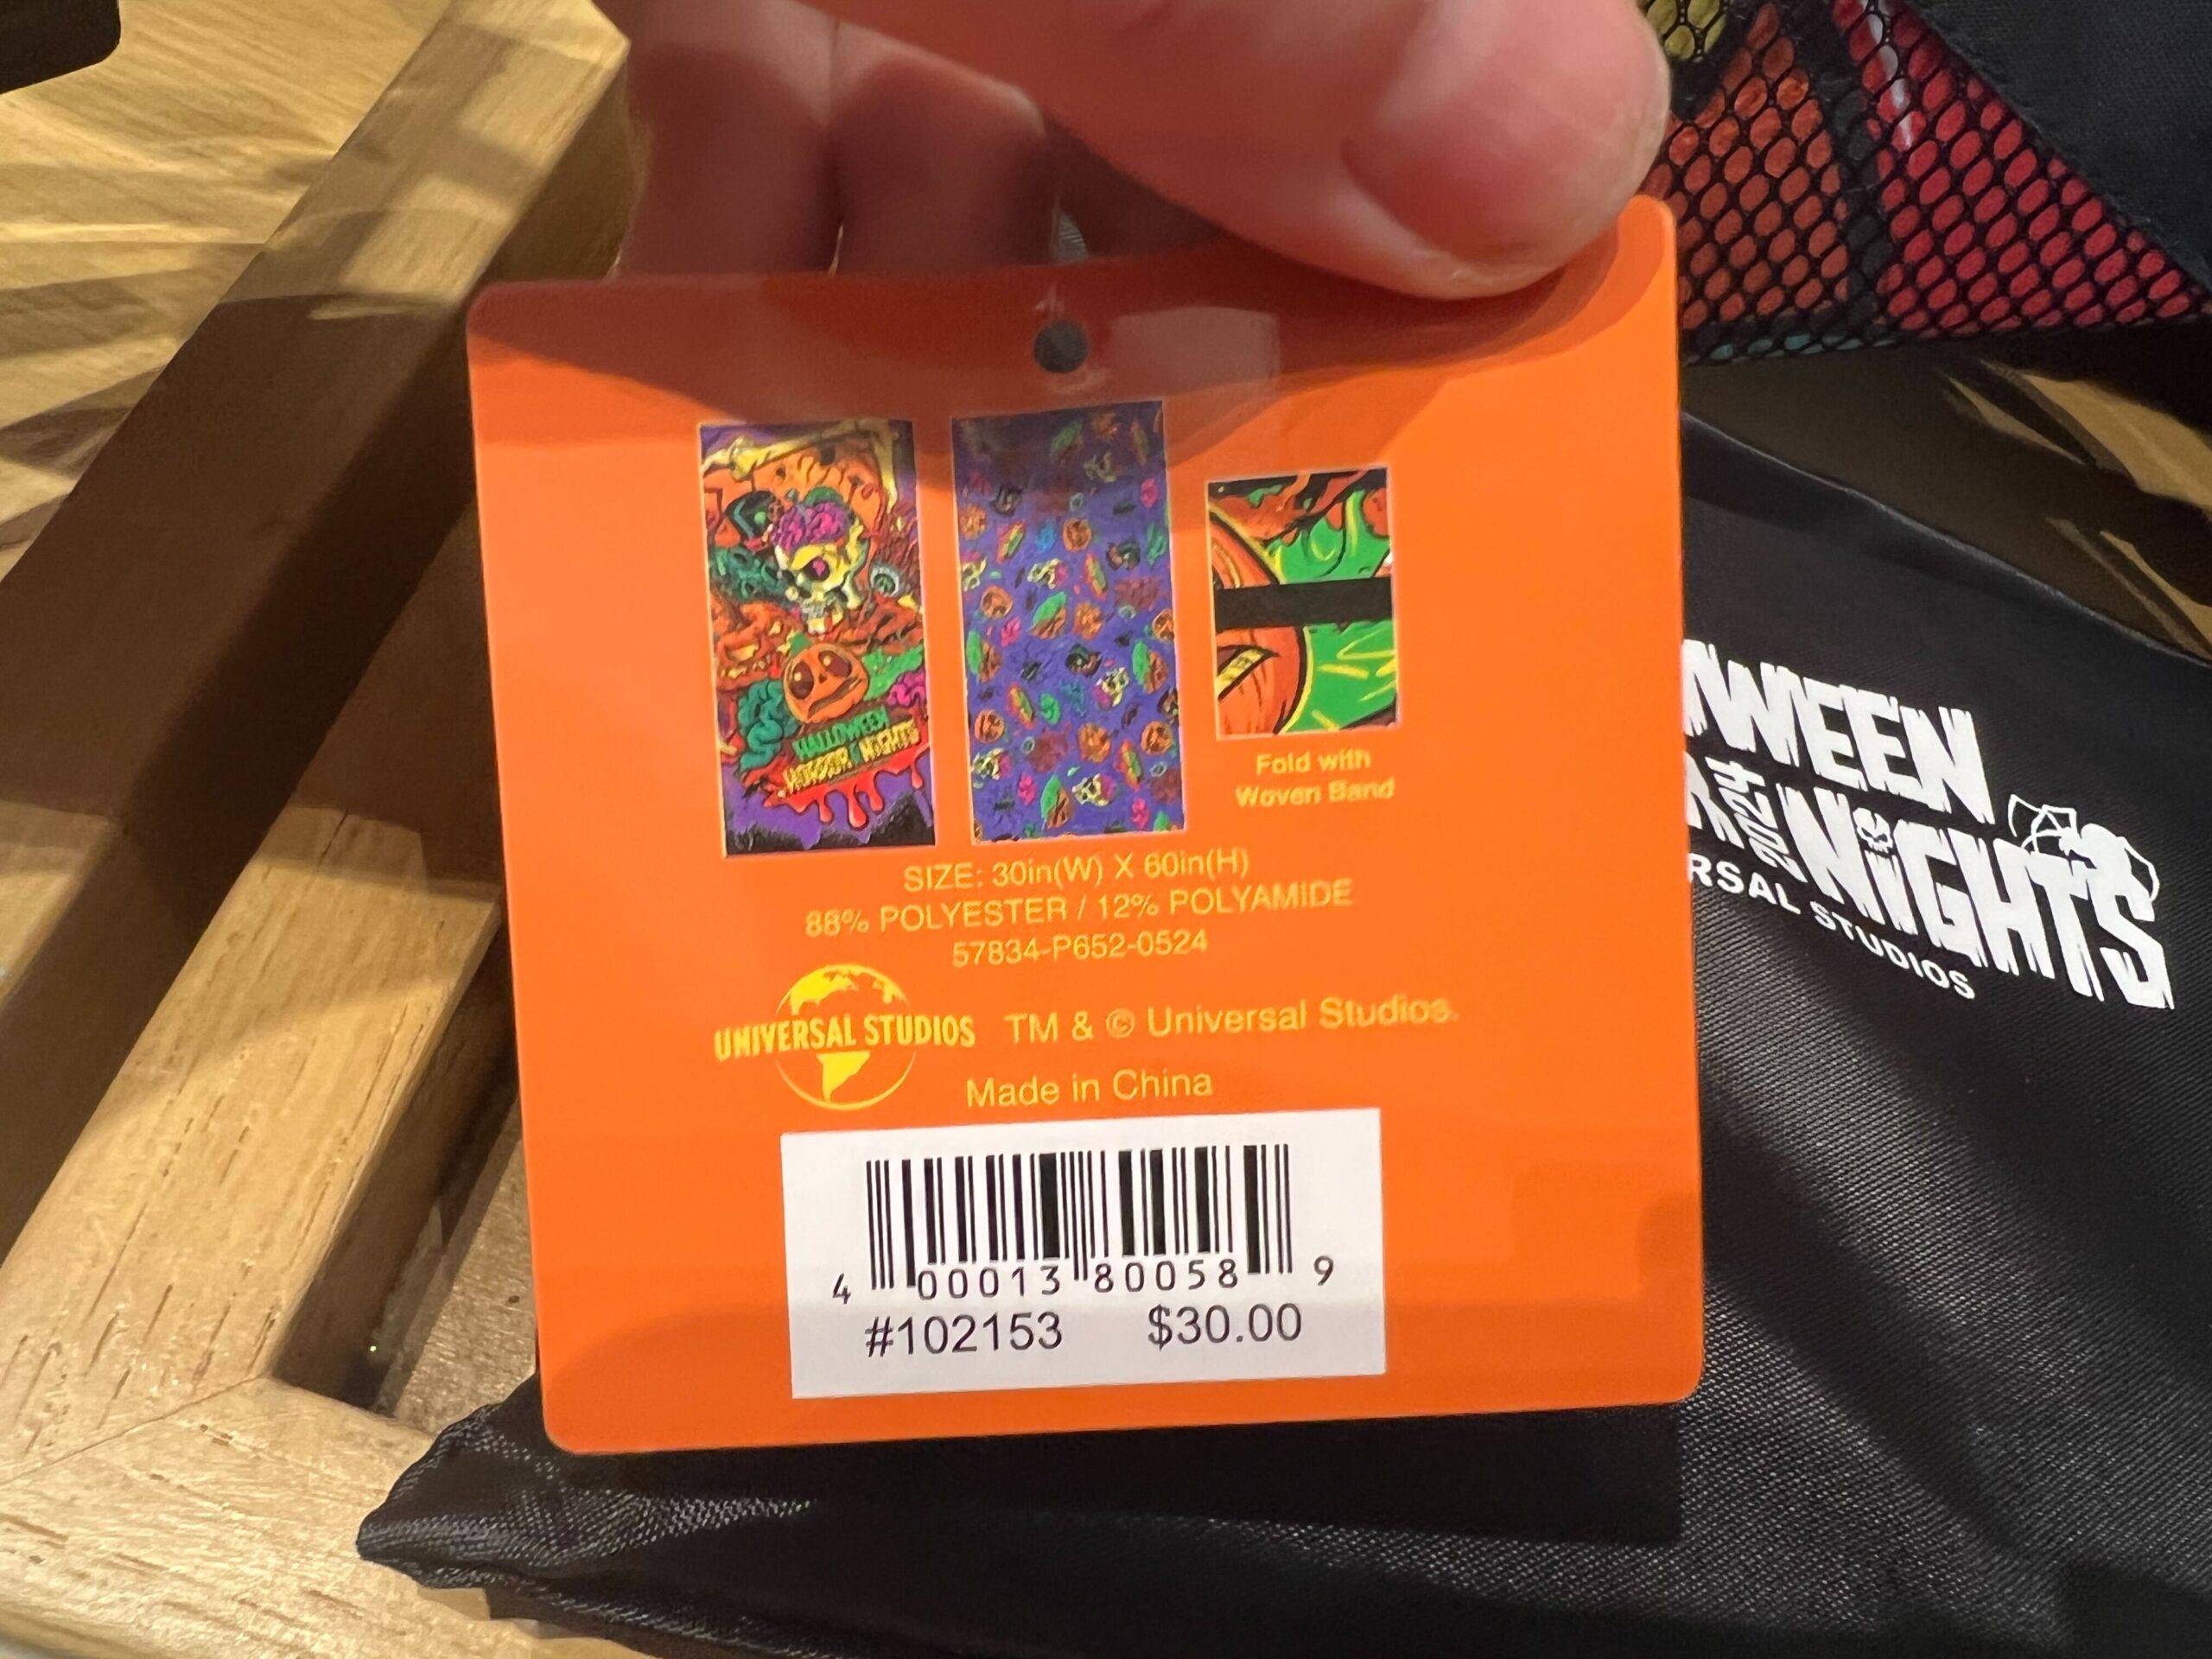 HALLOWEEN
HORROR NIGHTS
Fold with
Woven Band
SIZE: 30in(W) X 60in(H)
88% POLYESTER / 12% POLYAMIDE
57834-P652-0524
UNIVERSAL STUDIOS
TM & © Universal Studios.
Made in China
4 00013 80058 9
#102153 $30.00
WEEN
2024
NiGHTS
RSAL STUDIOS